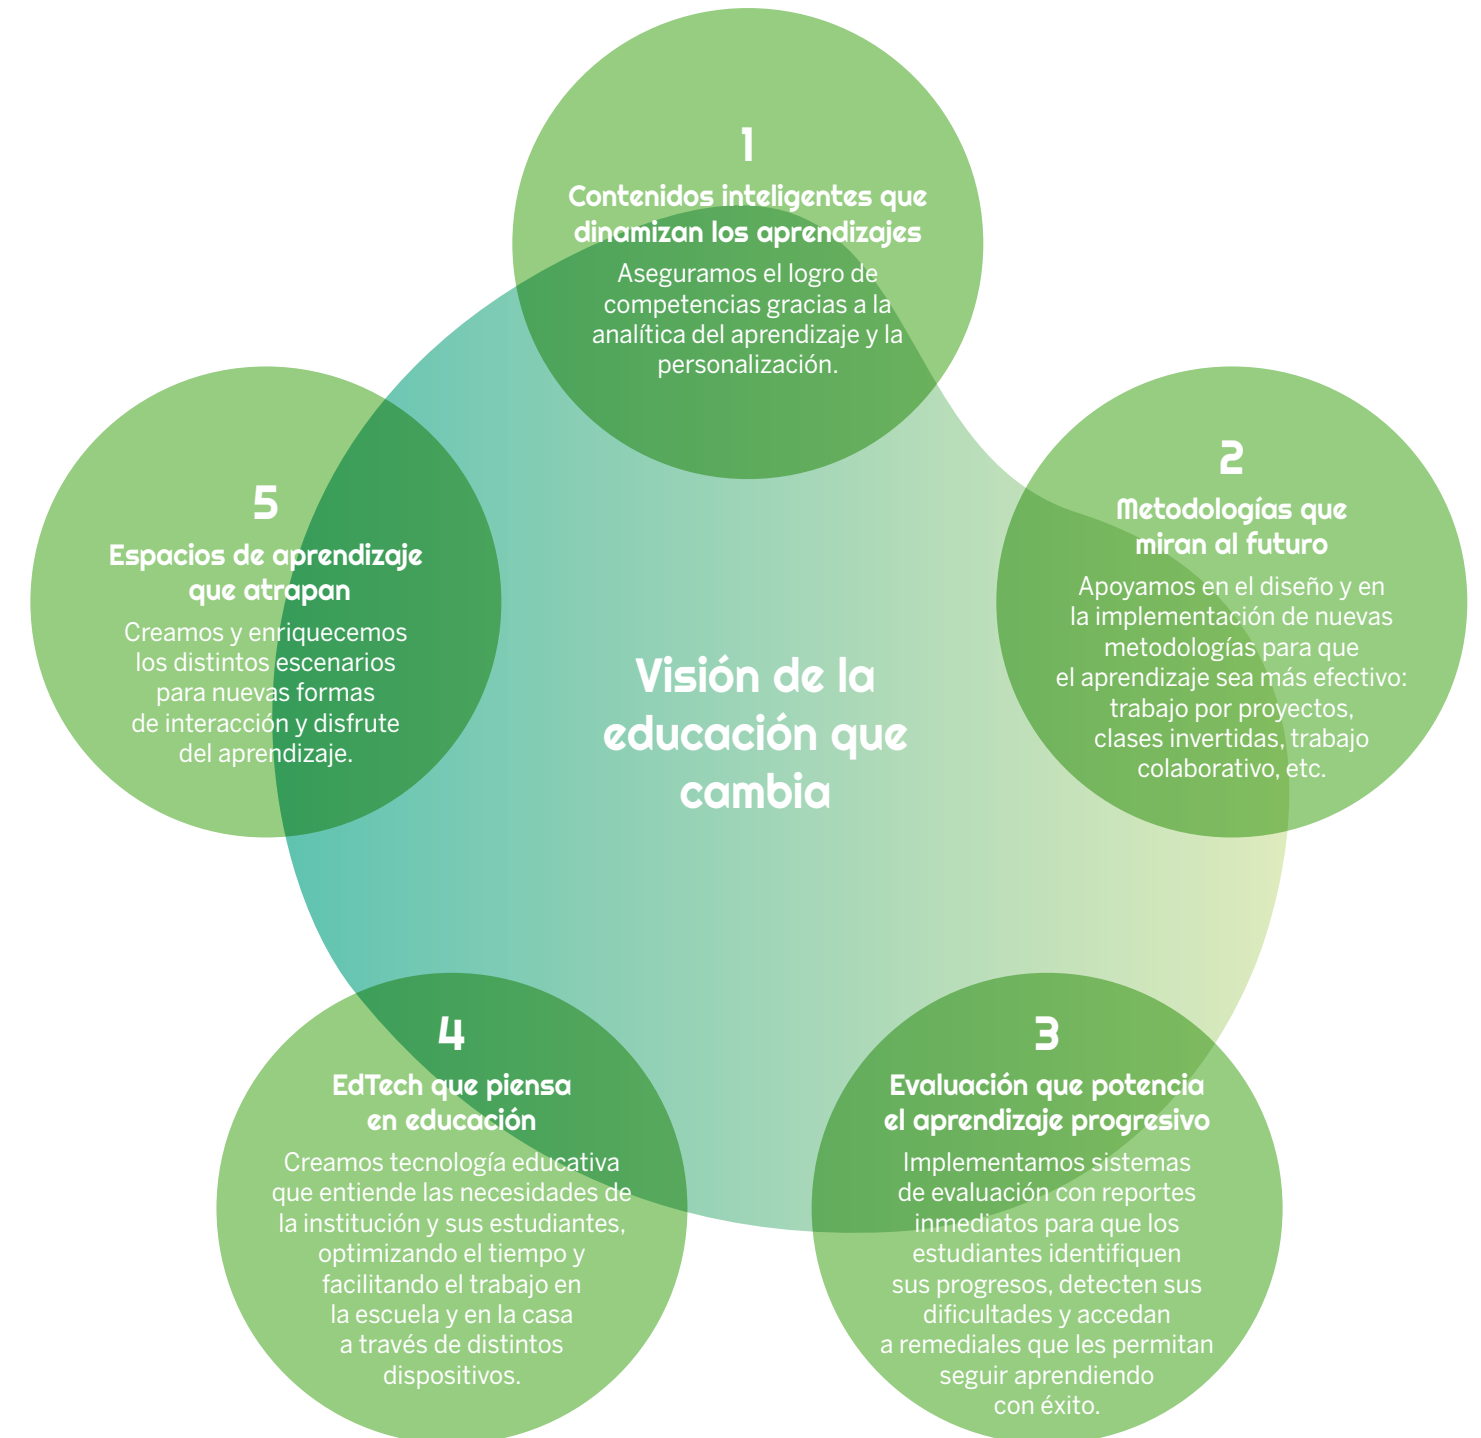 1
Contenidos inteligentes que
dinamizan los aprendizajes
Aseguramos el logro de
competencias gracias a la
analítica del aprendizaje y la
personalización.
2
Metodologías que
miran al futuro
Apoyamos en el diseño y en
la implementación de nuevas
metodologías para que
el aprendizaje sea más efectivo:
trabajo por proyectos,
clases invertidas, trabajo
colaborativo, etc.
3
Evaluación que potencia
el aprendizaje progresivo
Implementamos sistemas
de evaluación con reportes
inmediatos para que los
estudiantes identifiquen
sus progresos, detecten sus
dificultades y accedan
a remediales que les permitan
seguir aprendiendo
con éxito.
4
EdTech que piensa
en educación
Creamos tecnología educativa
que entiende las necesidades de
la institución y sus estudiantes,
optimizando el tiempo y
facilitando el trabajo en
la escuela y en la casa
a través de distintos
dispositivos.
5
Espacios de aprendizaje
que atrapan
Creamos y enriquecemos
los distintos escenarios
para nuevas formas
de interacción y disfrute
del aprendizaje.
Visión de la
educación que
cambia